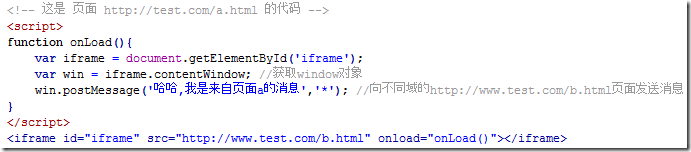 <!-- 这是 页面 http://test.com/a.html 的代码 -->
<script>
function onLoad(){
    var iframe = document.getElementById('iframe');
    var win = iframe.contentWindow; //获取window对象
    win.postMessage('哈哈,我是来自页面a的消息','*'); //向不同域的http://www.test.com/b.html页面发送消息
}
</script>
<iframe id="iframe" src="http://www.test.com/b.html" onload="onLoad()"></iframe>